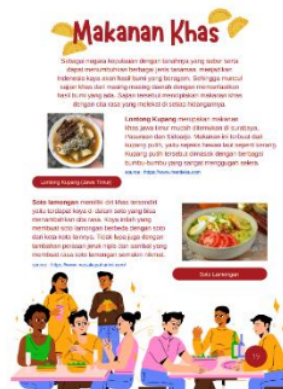 Makanan Khas
Sebagai negara kepulauan dengan tanahnya yang subur serta
dapat menumbuhkan berbagai jenis tanaman, menjadikan
Indonesia kaya akan hasil bumi yang beragam. Sehingga muncul
sajian khas dari masing-masing daerah dengan memanfaatkan
hasil bumi yang ada. Sajian tersebut menciptakan makanan khas
dengan cita rasa yang melekat di setiap hidangannya.
Lontong Kupang merupakan makanan
khas jawa timur mudah ditemukan di surabaya,
Pasuruan dan Sidoarjo. Makanan ini terbuat dari
kupang putih, yaitu sejenis hewan laut seperti kerang.
Kupang putih tersebut dimasak dengan berbagai
bumbu-bumbu yang sangat menggugah selera.
Lontong Kupang (Jawa Timur)
Soto lamongan memiliki ciri khas tersendiri
yaitu terdapat koya di dalam soto yang bisa
menambahkan cita rasa. Koya inilah yang
membuat soto lamongan berbeda dengan soto
dari kota-kota lainnya. Tidak lupa juga dengan
tambahan perasan jeruk nipis dan sambal yang
membuat rasa soto lamongan semakin nikmat.
Soto Lamongan